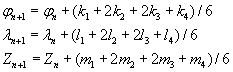 φₙ₊₁ = φₙ + (k₁ + 2k₂ + 2k₃ + k₄) / 6
λₙ₊₁ = λₙ + (l₁ + 2l₂ + 2l₃ + l₄) / 6
Zₙ₊₁ = Zₙ + (m₁ + 2m₂ + 2m₃ + m₄) / 6